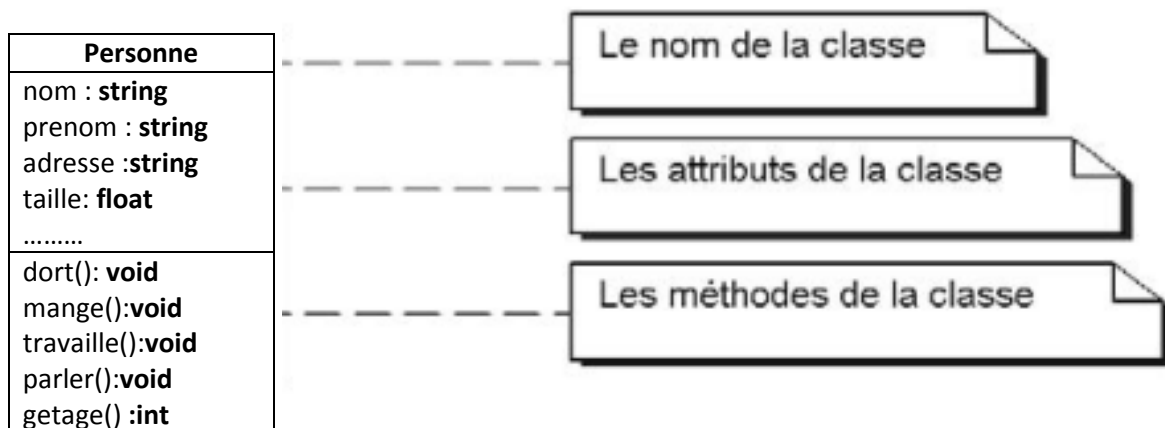 Personne
nom : string
prenom : string
adresse :string
taille: float
.........
dort(): void
mange():void
travaille():void
parler():void
getage() :int
Le nom de la classe
Les attributs de la classe
Les méthodes de la classe